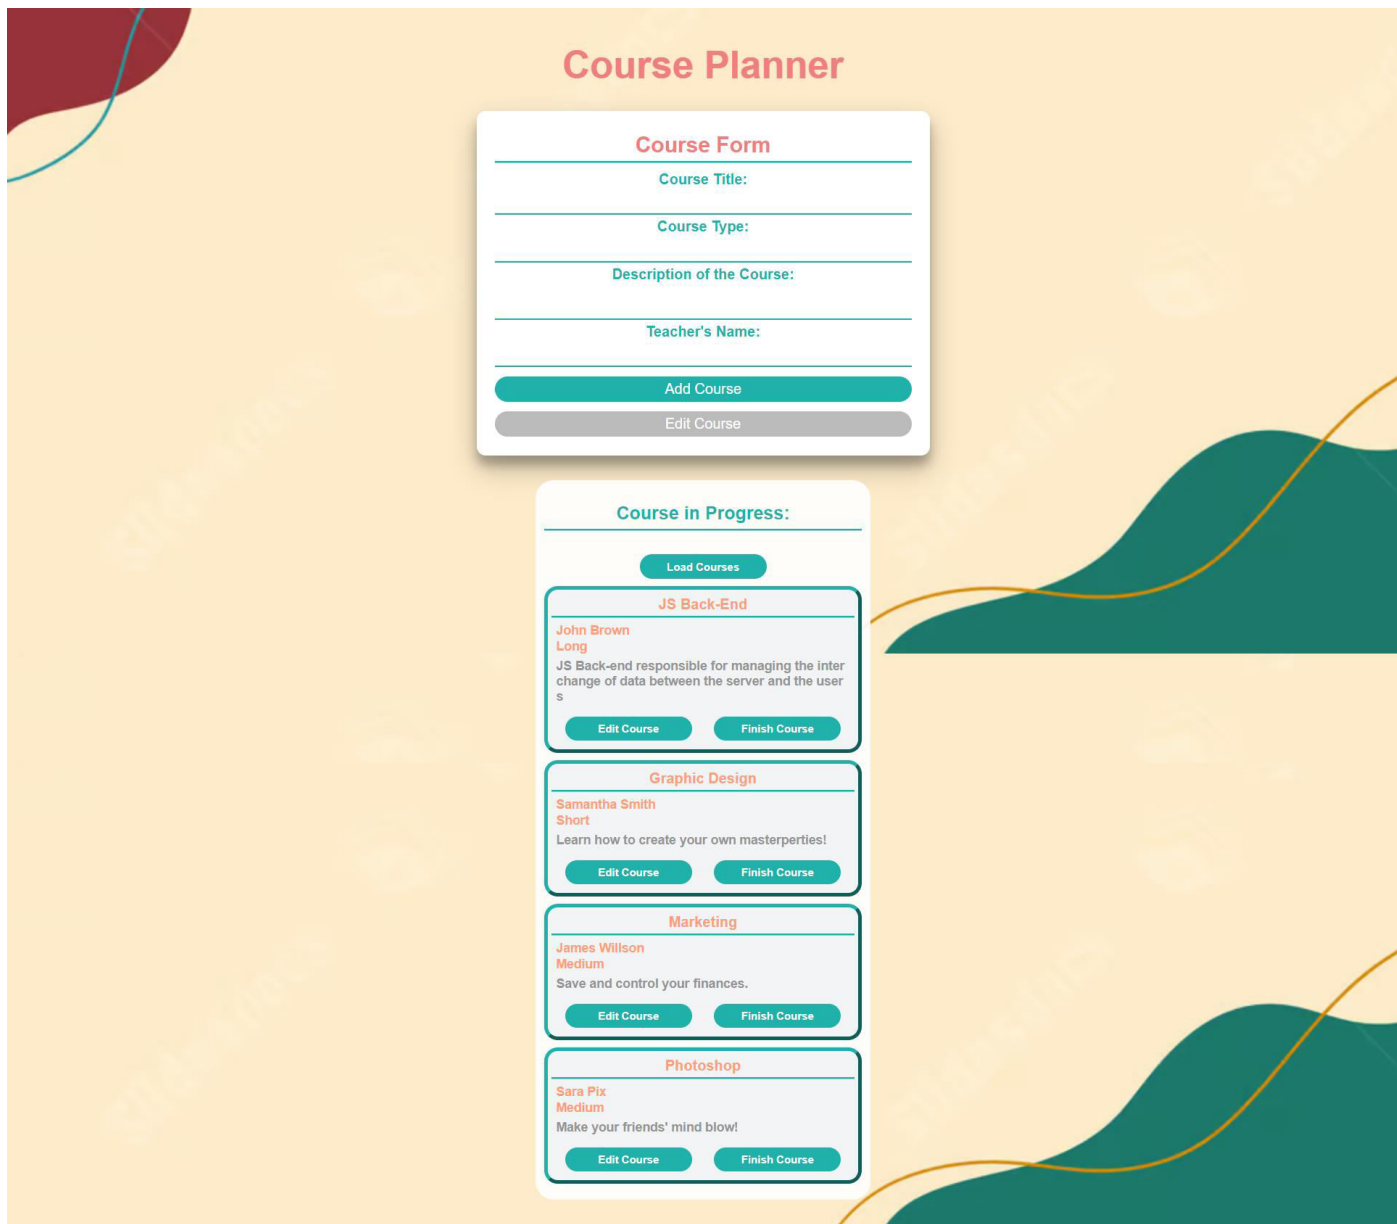 Course Planner
Course Form
Course Title:
Course Type:
Description of the Course:
Teacher's Name:
Add Course
Edit Course
Course in Progress:
Load Courses
JS Back-End
John Brown
Long
JS Back-end responsible for managing the inter
change of data between the server and the user
s
Edit Course Finish Course
Graphic Design
Samantha Smith
Short
Learn how to create your own masterperties!
Edit Course Finish Course
Marketing
James Willson
Medium
Save and control your finances.
Edit Course Finish Course
Photoshop
Sara Pix
Medium
Make your friends' mind blow!
Edit Course Finish Course